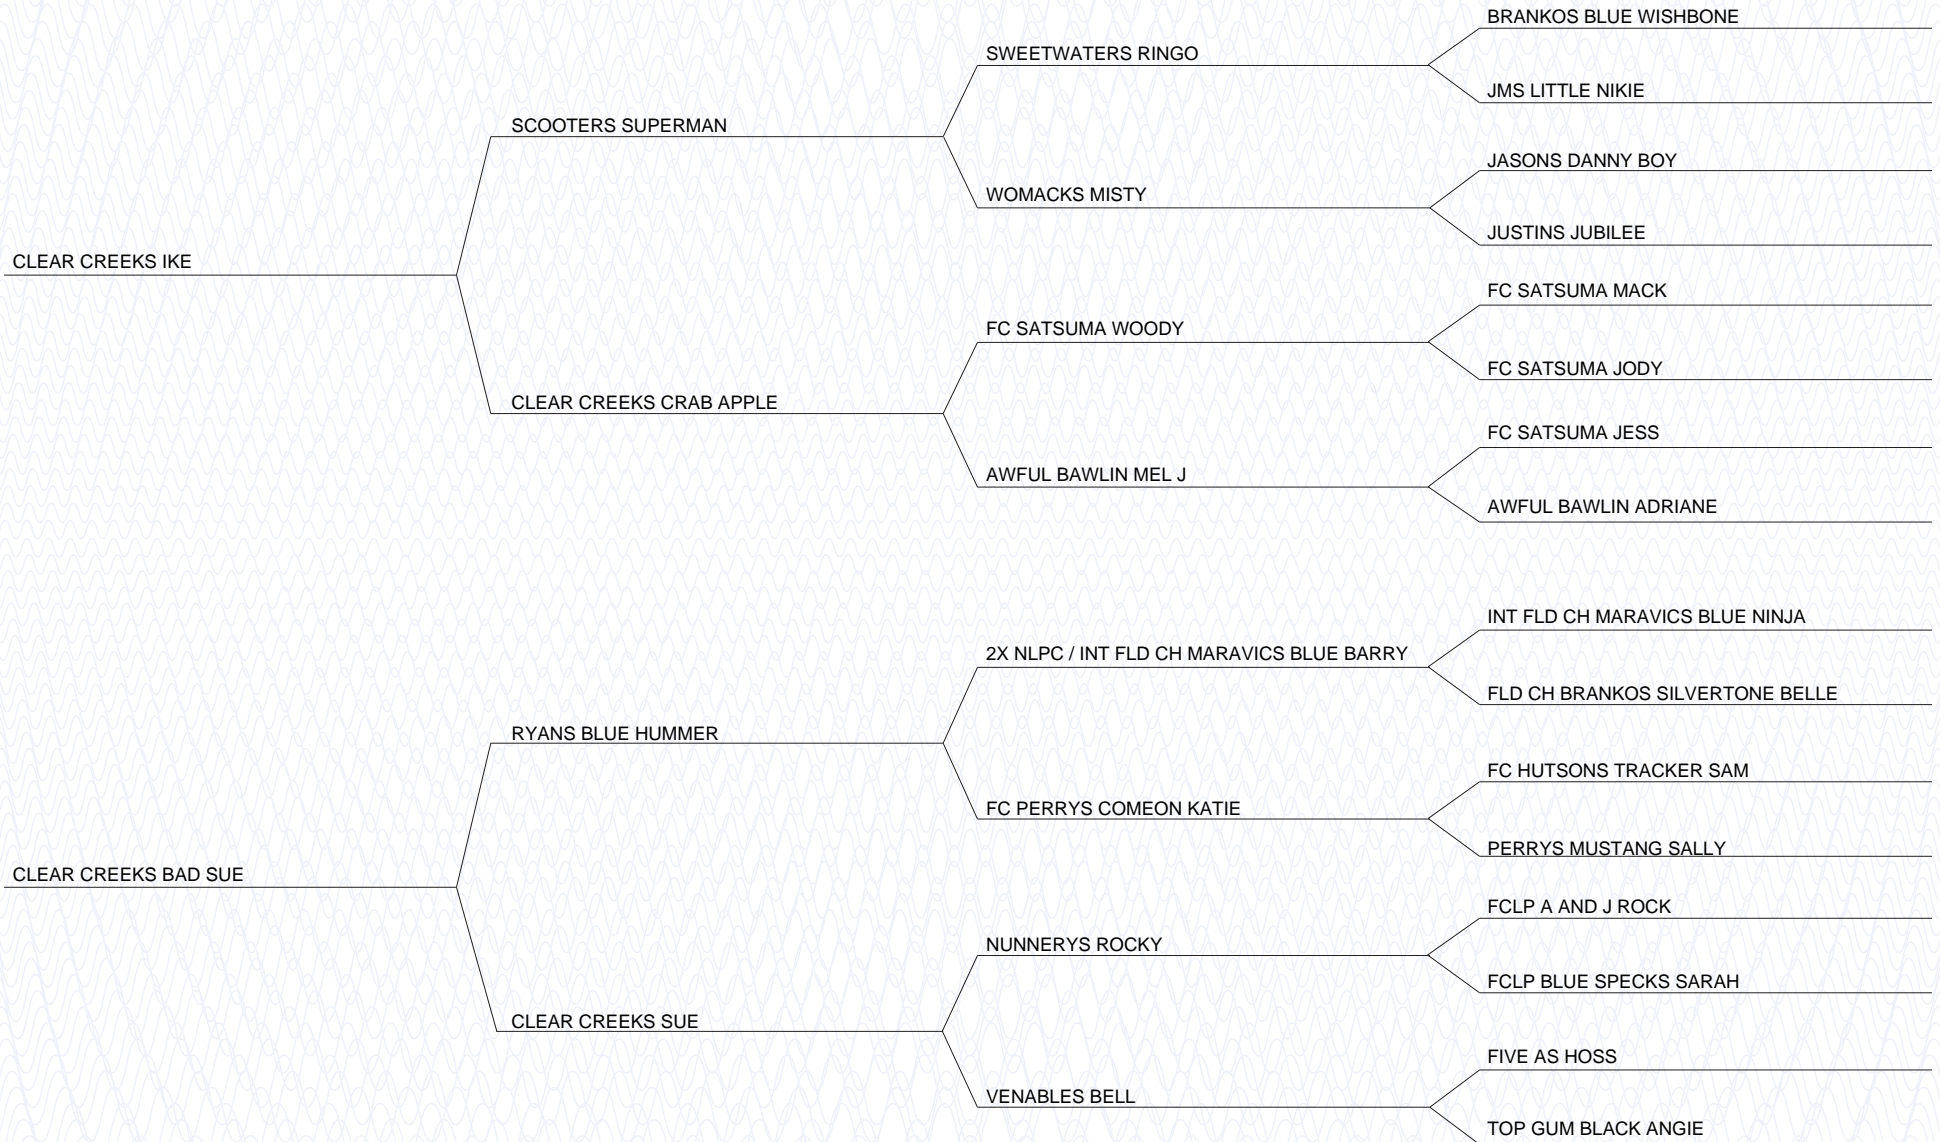 BRANKOS BLUE WISHBONE
SWEETWATERS RINGO
JMS LITTLE NIKIE
SCOOTERS SUPERMAN
JASONS DANNY BOY
WOMACKS MISTY
JUSTINS JUBILEE
CLEAR CREEKS IKE
FC SATSUMA MACK
FC SATSUMA WOODY
FC SATSUMA JODY
CLEAR CREEKS CRAB APPLE
FC SATSUMA JESS
AWFUL BAWLIN MEL J
AWFUL BAWLIN ADRIANE
INT FLD CH MARAVICS BLUE NINJA
2X NLPC / INT FLD CH MARAVICS BLUE BARRY
FLD CH BRANKOS SILVERTONE BELLE
RYANS BLUE HUMMER
FC HUTSONS TRACKER SAM
FC PERRYS COMEON KATIE
PERRYS MUSTANG SALLY
CLEAR CREEKS BAD SUE
FCLP A AND J ROCK
NUNNERYS ROCKY
FCLP BLUE SPECKS SARAH
CLEAR CREEKS SUE
FIVE AS HOSS
VENABLES BELL
TOP GUM BLACK ANGIE